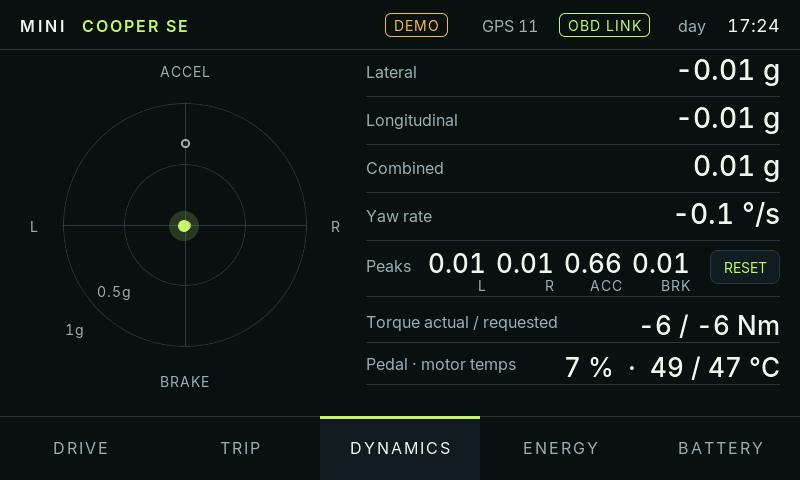 MINI COOPER SE DEMO GPS 11 OBD LINK day 17:24
ACCEL
L
R
0.5g
1g
BRAKE
Lateral -0.01 g
Longitudinal -0.01 g
Combined 0.01 g
Yaw rate -0.1 °/s
Peaks 0.01 0.01 0.66 0.01 RESET
L R ACC BRK
Torque actual / requested -6 / -6 Nm
Pedal · motor temps 7 % · 49 / 47 °C
DRIVE TRIP DYNAMICS ENERGY BATTERY